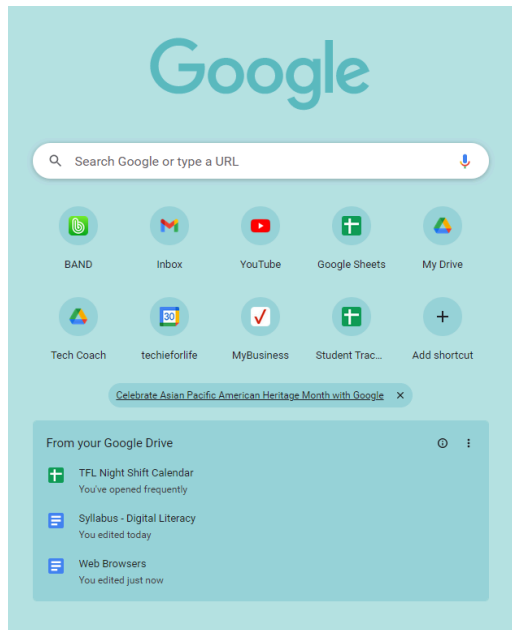 Google
Search Google or type a URL
BAND
Inbox
YouTube
Google Sheets
My Drive
30
Tech Coach
techieforlife
MyBusiness
Student Trac...
Add shortcut
Celebrate Asian Pacific American Heritage Month with Google
From your Google Drive
TFL Night Shift Calendar
You've opened frequently
Syllabus - Digital Literacy
You edited today
Web Browsers
You edited just now